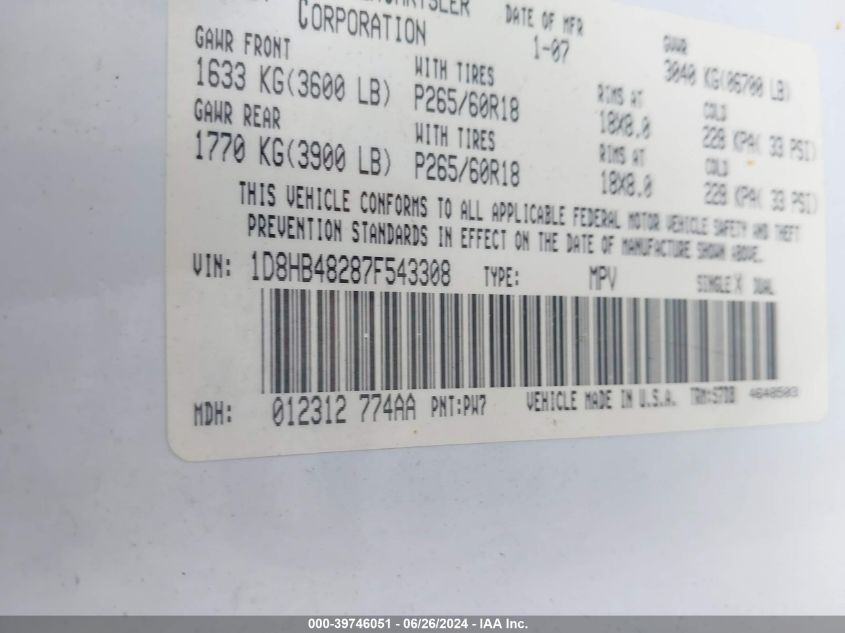 CORPORATION
DATE OF MFR
GVWR
1-07
3040 KG(06700 LB)
GAWR FRONT
WITH TIRES
RIMS AT
COLD
1633 KG(3600 LB)
P265/60R18
18X8.0
228 KPA( 33 PSI)
GAWR REAR
WITH TIRES
RIMS AT
COLD
1770 KG(3900 LB)
P265/60R18
18X8.0
228 KPA( 33 PSI)
THIS VEHICLE CONFORMS TO ALL APPLICABLE FEDERAL MOTOR VEHICLE SAFETY AND THEFT
PREVENTION STANDARDS IN EFFECT ON THE DATE OF MANUFACTURE SHOWN ABOVE.
VIN: 1D8HB48287F543308 TYPE: MPV SINGLE X DUAL
MDH: 012312 774AA PNT:PW7 VEHICLE MADE IN U.S.A. TRM:S7DB 4648503
000-39746051 / 06/26/2024 - IAA Inc.